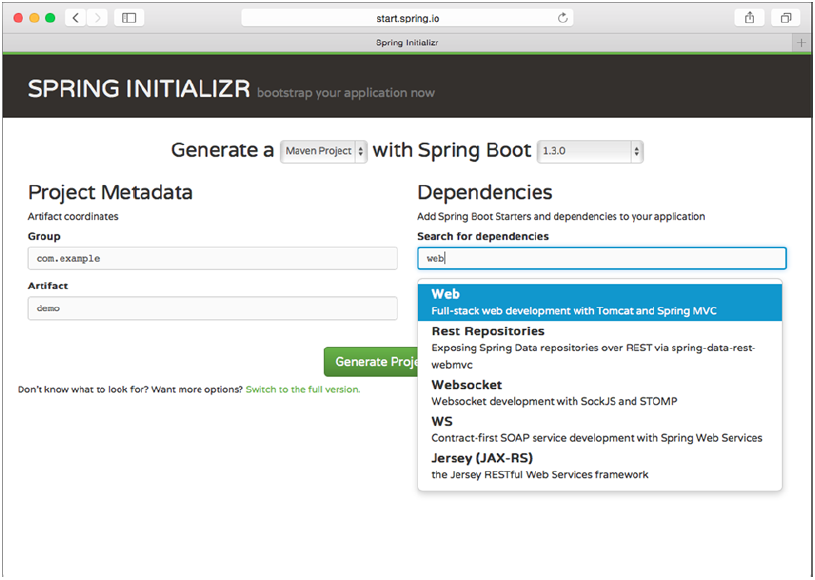 start.spring.io
Spring Initializr
SPRING INITIALIZR bootstrap your application now
Generate a Maven Project with Spring Boot 1.3.0
Project Metadata
Artifact coordinates
Group
com.example
Artifact
demo
Dependencies
Add Spring Boot Starters and dependencies to your application
Search for dependencies
web
Web
Full-stack web development with Tomcat and Spring MVC
Rest Repositories
Exposing Spring Data repositories over REST via spring-data-rest-
webmvc
Websocket
Websocket development with SockJS and STOMP
WS
Contract-first SOAP service development with Spring Web Services
Jersey (JAX-RS)
the Jersey RESTful Web Services framework
Generate Proje
Don't know what to look for? Want more options? Switch to the full version.